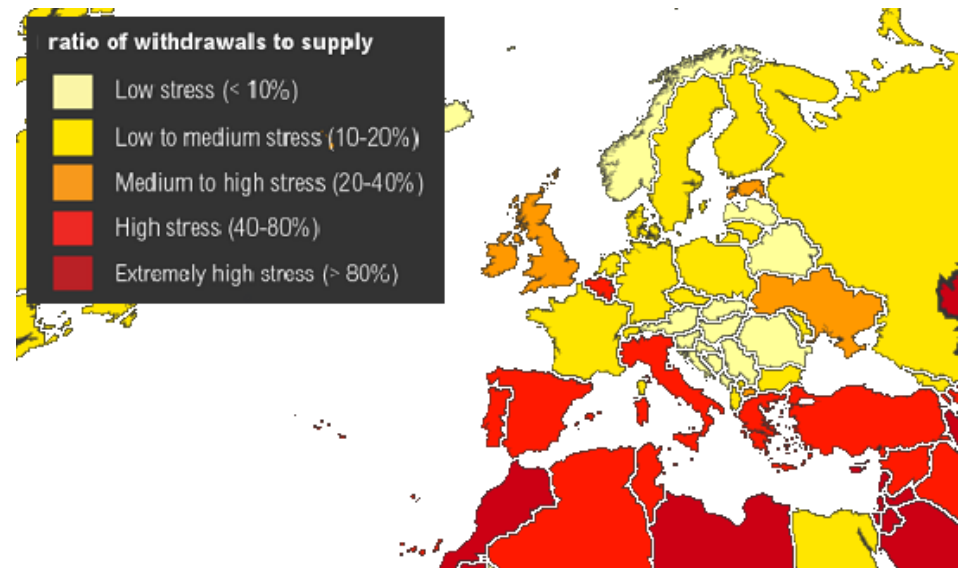 ratio of withdrawals to supply
Low stress (< 10%)
Low to medium stress (10-20%)
Medium to high stress (20-40%)
High stress (40-80%)
Extremely high stress (> 80%)